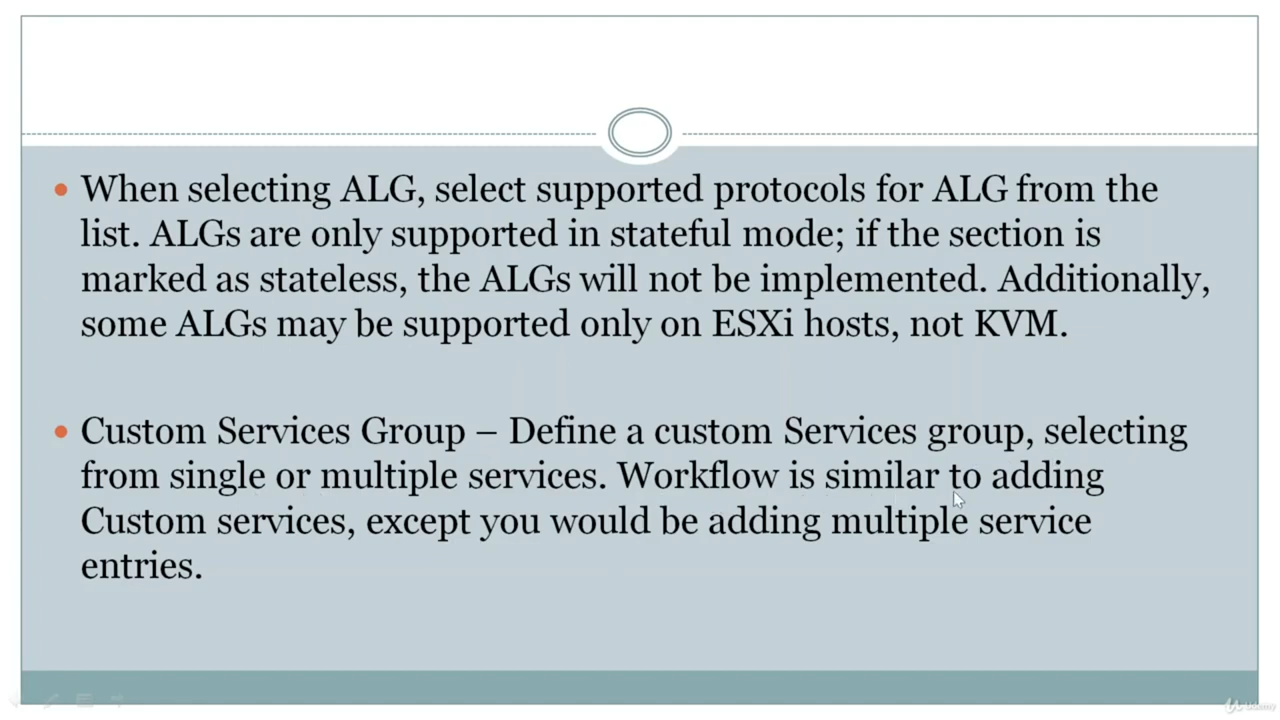 When selecting ALG, select supported protocols for ALG from the
list. ALGs are only supported in stateful mode; if the section is
marked as stateless, the ALGs will not be implemented. Additionally,
some ALGs may be supported only on ESXi hosts, not KVM.
Custom Services Group – Define a custom Services group, selecting
from single or multiple services. Workflow is similar to adding
Custom services, except you would be adding multiple service
entries.
Udemy